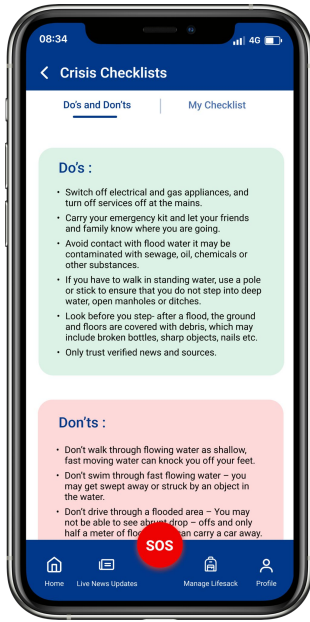 08:34
4G
Crisis Checklists
Do's and Don'ts
My Checklist
Do's :
• Switch off electrical and gas appliances, and
turn off services off at the mains.
• Carry your emergency kit and let your friends
and family know where you are going.
• Avoid contact with flood water it may be
contaminated with sewage, oil, chemicals or
other substances.
• If you have to walk in standing water, use a pole
or stick to ensure that you do not step into deep
water, open manholes or ditches.
• Look before you step- after a flood, the ground
and floors are covered with debris, which may
include broken bottles, sharp objects, nails etc.
• Only trust verified news and sources.
Don'ts :
• Don't walk through flowing water as shallow,
fast moving water can knock you off your feet.
• Don't swim through fast flowing water – you
may get swept away or struck by an object in
the water.
• Don't drive through a flooded area – You may
not be able to see drop – offs and only
half a meter of can carry a car away.
SOS
Home
Live News Updates
Manage Lifesack
Profile